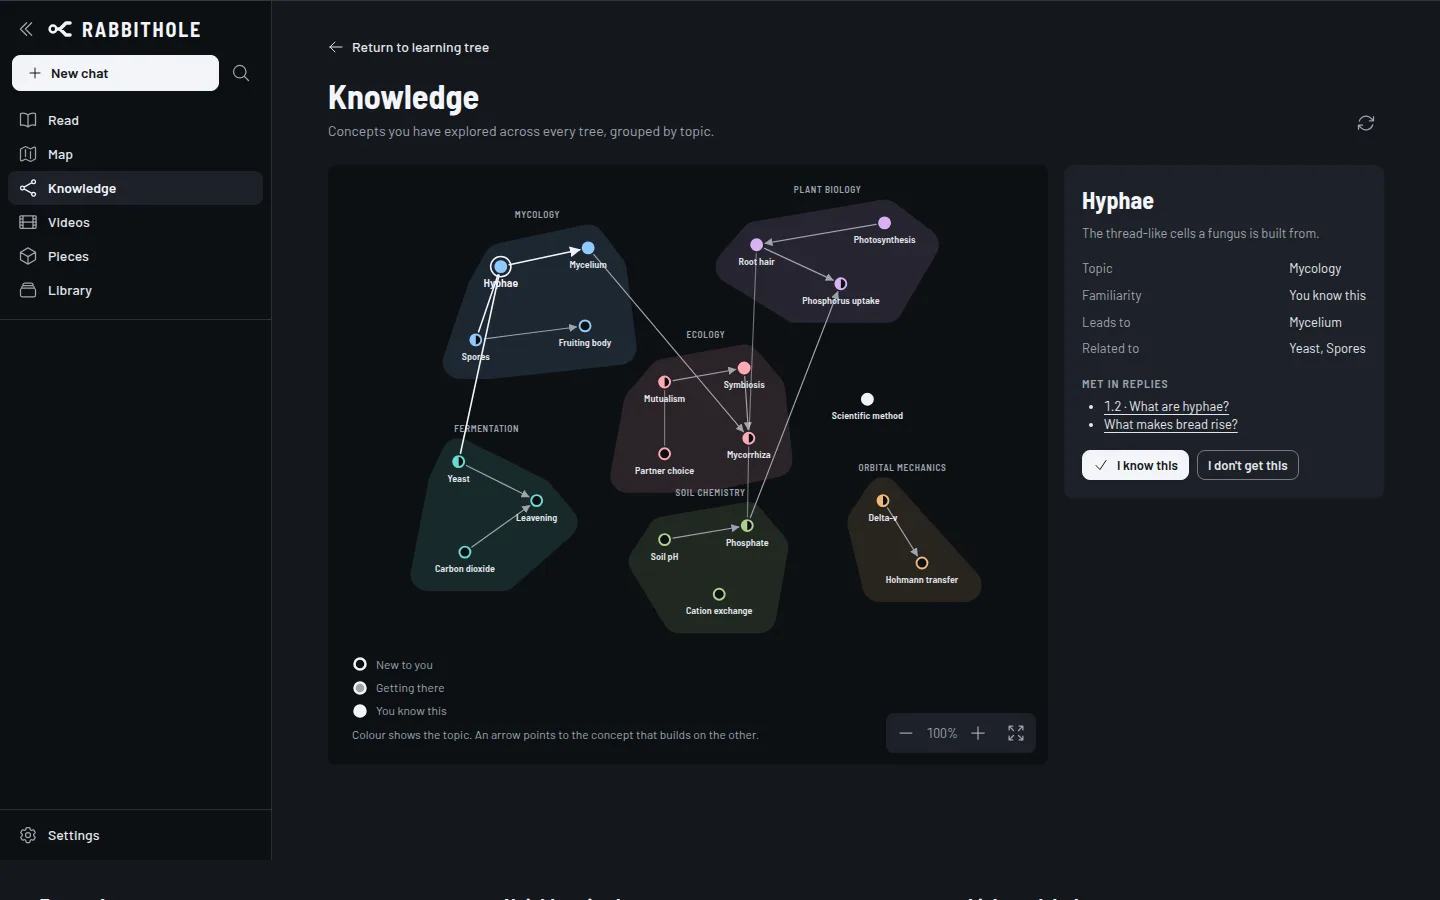 RABBITHOLE
New chat
Read
Map
Knowledge
Videos
Pieces
Library
Settings
Return to learning tree
Knowledge
Concepts you have explored across every tree, grouped by topic.
MYCOLOGY
Hyphae
Mycelium
Spores
Fruiting body
PLANT BIOLOGY
Photosynthesis
Root hair
Phosphorus uptake
ECOLOGY
Mutualism
Symbiosis
Mycorrhiza
Partner choice
Scientific method
FERMENTATION
Yeast
Leavening
Carbon dioxide
SOIL CHEMISTRY
Soil pH
Phosphate
Cation exchange
ORBITAL MECHANICS
Delta-v
Hohmann transfer
New to you
Getting there
You know this
Colour shows the topic. An arrow points to the concept that builds on the other.
100%
Hyphae
The thread-like cells a fungus is built from.
Topic Mycology
Familiarity You know this
Leads to Mycelium
Related to Yeast, Spores
MET IN REPLIES
• 1.2 · What are hyphae?
• What makes bread rise?
I know this
I don't get this